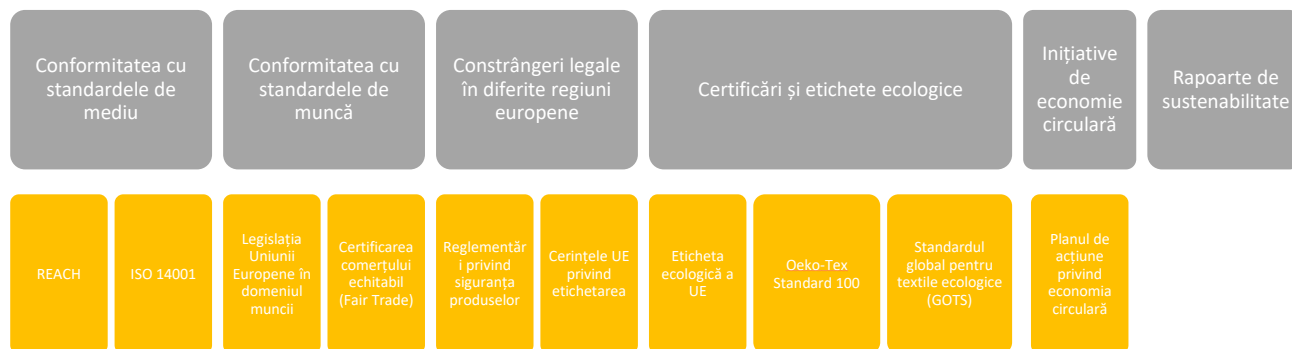 Conformitatea cu
standardele de
mediu
Conformitatea cu
standardele de
muncă
Constrângeri legale
în diferite regiuni
europene
Certificări și etichete ecologice
Inițiative
de
economie
circulară
Rapoarte de
sustenabilitate
REACH
ISO 14001
Legislația
Uniunii
Europene în
domeniul
muncii
Certificarea
comerțului
echitabil
(Fair Trade)
Reglementăr
i privind
siguranța
produselor
Cerințele UE
privind
etichetarea
Eticheta
ecologică a
UE
Oeko-Tex
Standard 100
Standardul
global pentru
textile ecologice
(GOTS)
Planul de
acțiune
privind
economia
circulară